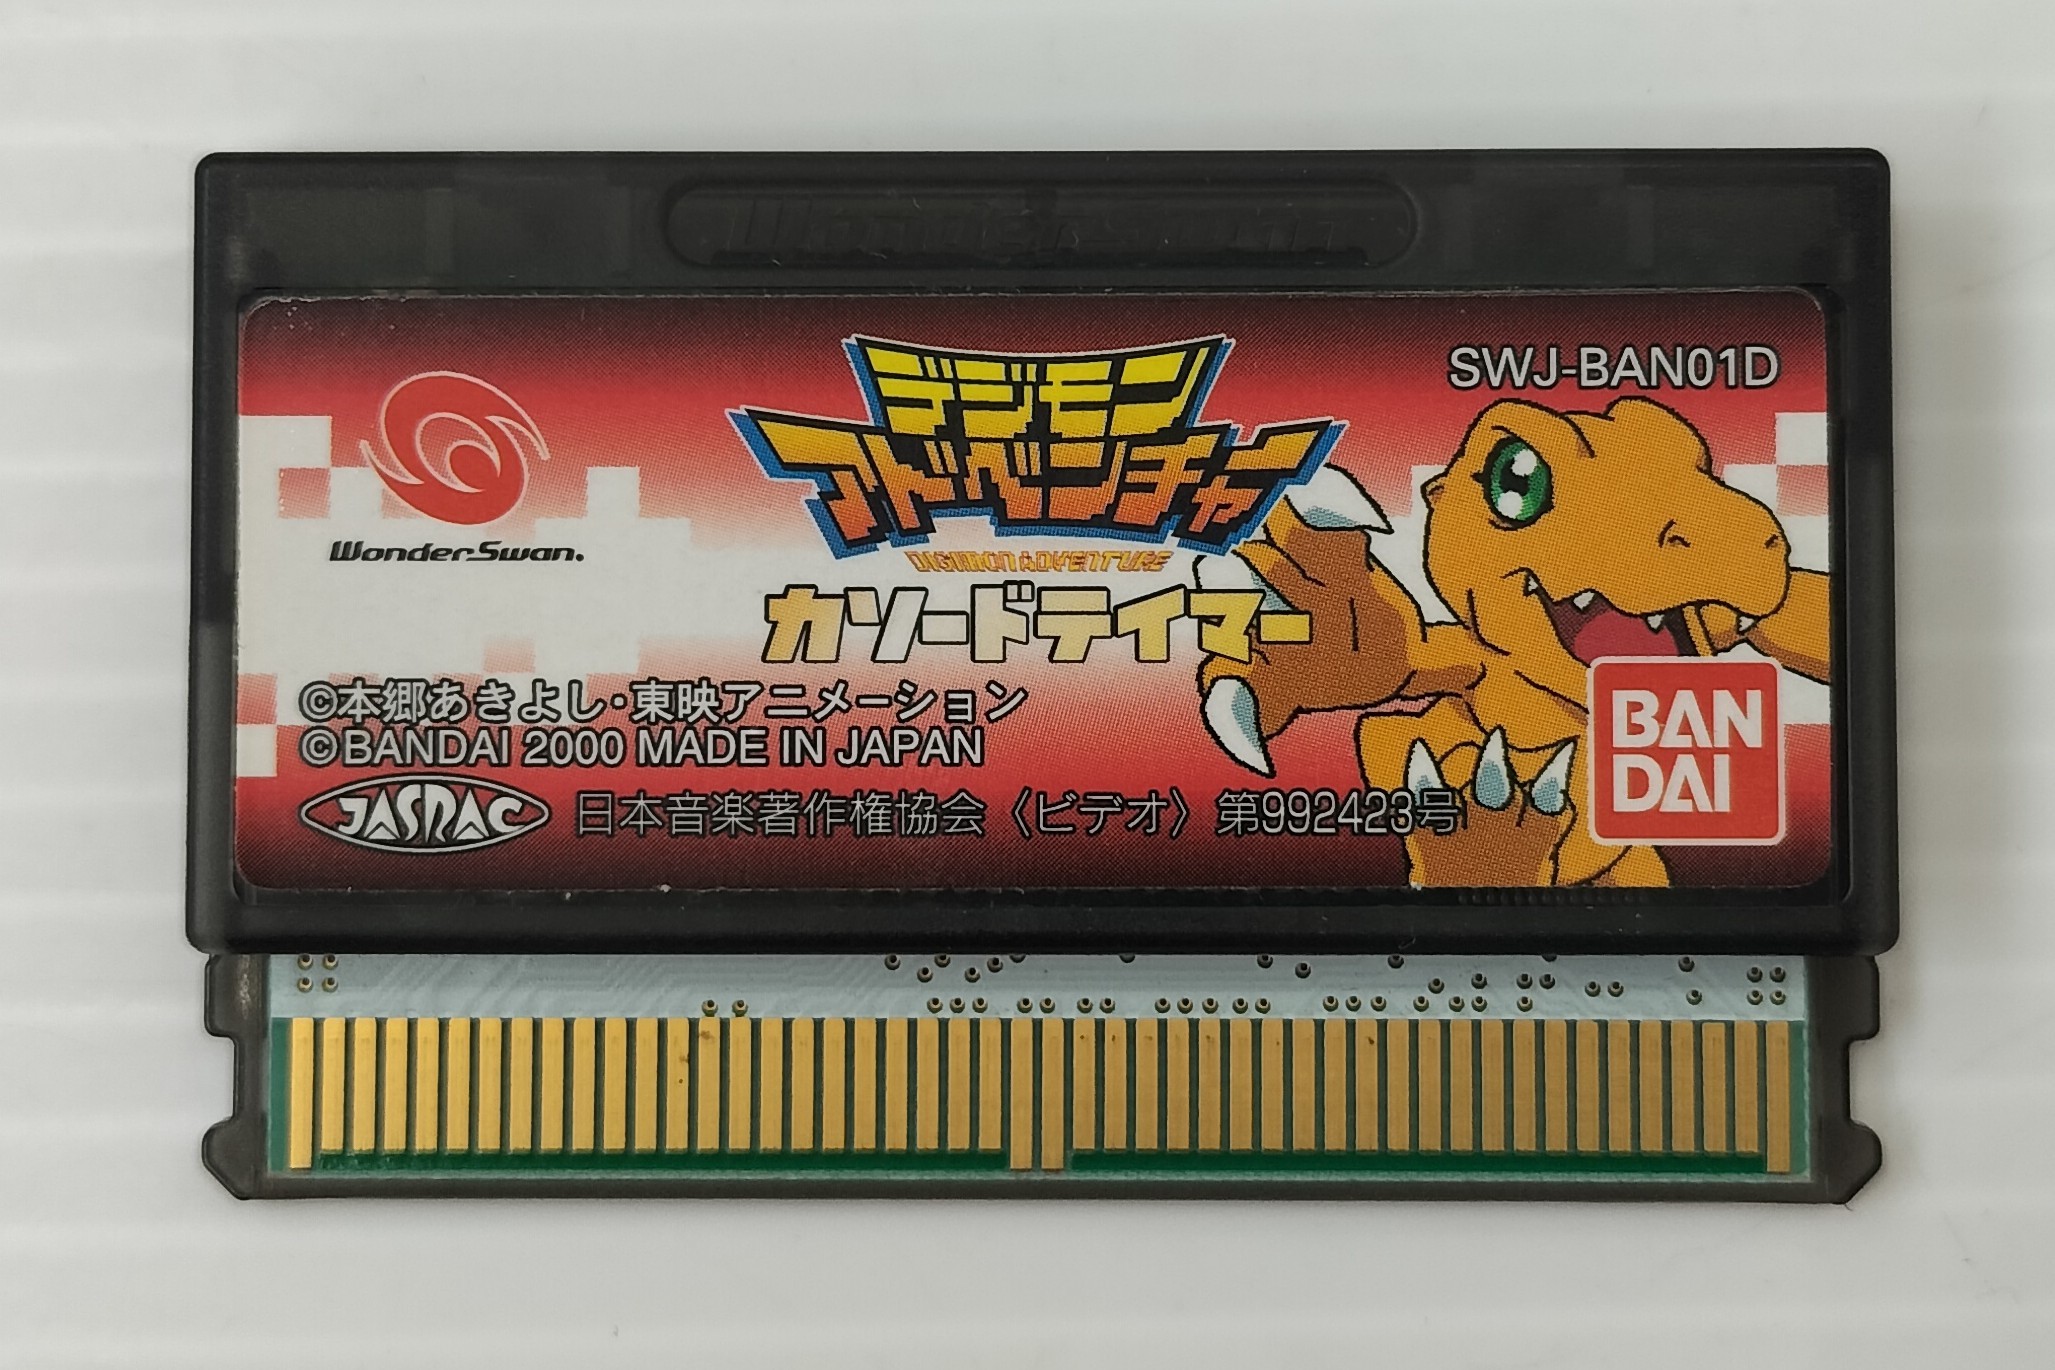 WonderSwan
SWJ-BAN01D
デジモン
アドベンチャー
DIGIMON ADVENTURE
WonderSwan.
カソードテイマー
©本郷あきよし・東映アニメーション
©BANDAI 2000 MADE IN JAPAN
BAN
DAI
JASRAC 日本音楽著作権協会〈ビデオ〉第992423号